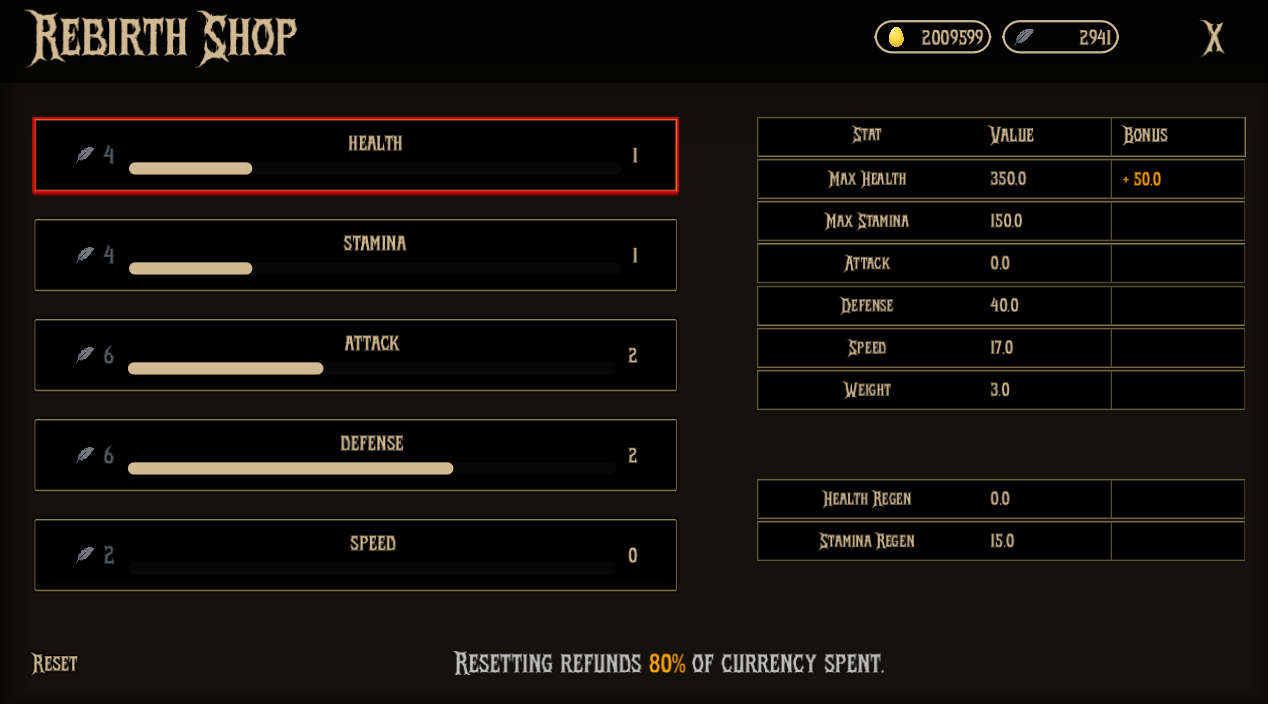 Rebirth Shop
2009599
2941
X
Health
4
1
Stamina
4
1
Attack
6
2
Defense
6
2
Speed
2
0
Stat Value Bonus
Max Health 350.0 + 50.0
Max Stamina 150.0
Attack 0.0
Defense 40.0
Speed 17.0
Weight 3.0
Health Regen 0.0
Stamina Regen 15.0
Reset
Resetting refunds 80% of currency spent.